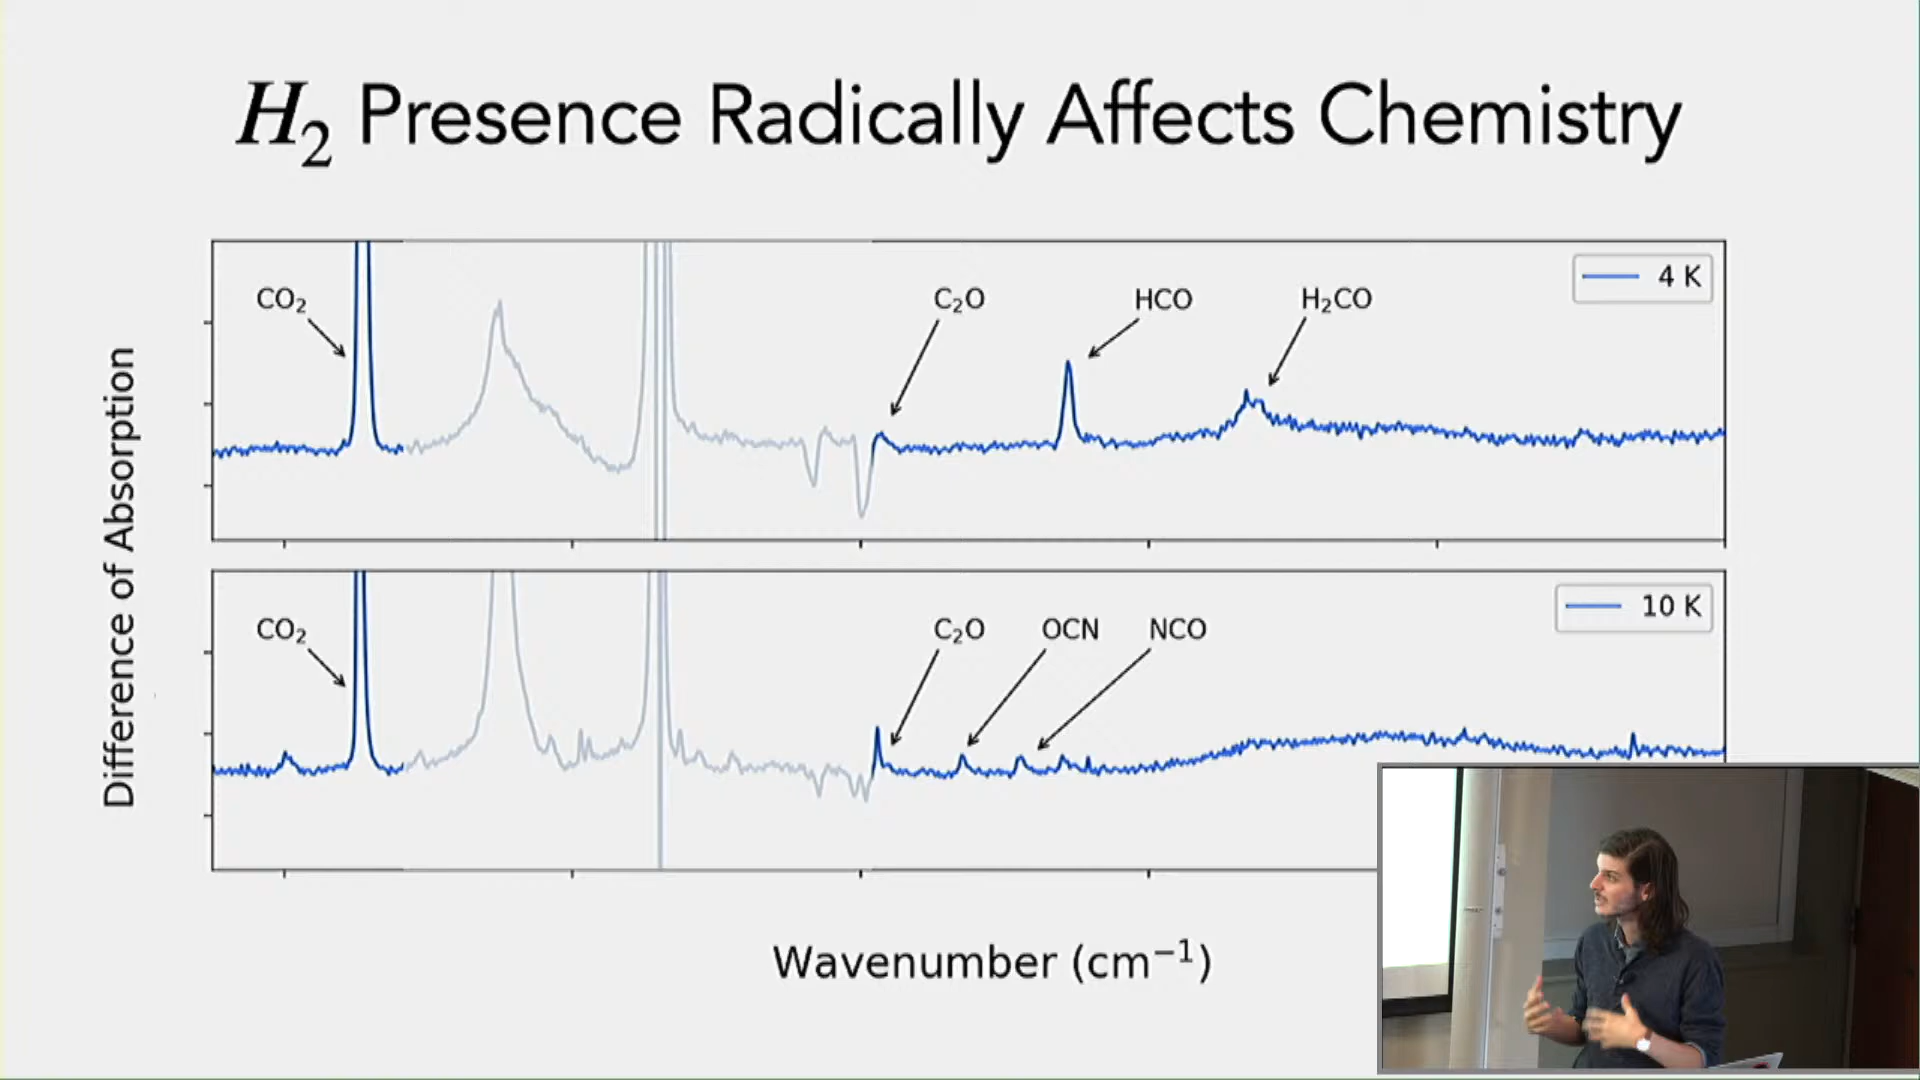 H₂ Presence Radically Affects Chemistry
Difference of Absorption
4 K
CO₂
C₂O
HCO
H₂CO
10 K
CO₂
C₂O
OCN
NCO
Wavenumber (cm⁻¹)